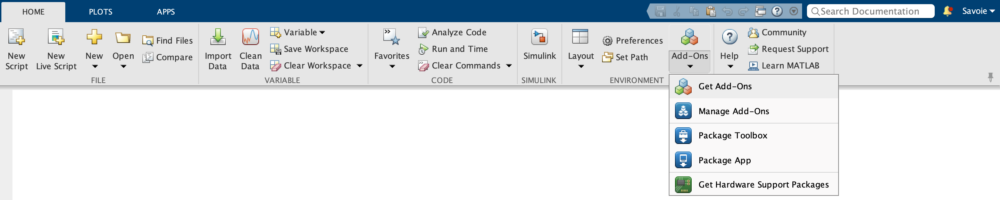 HOME PLOTS APPS
Search Documentation
Savoie
New
Script
New
Live Script
New
Open
Find Files
Compare
FILE
Import
Data
Clean
Data
Variable
Save Workspace
Clear Workspace
VARIABLE
Favorites
Analyze Code
Run and Time
Clear Commands
CODE
Simulink
SIMULINK
Layout
Preferences
Set Path
Add-Ons
ENVIRONMENT
Help
Community
Request Support
Learn MATLAB
Get Add-Ons
Manage Add-Ons
Package Toolbox
Package App
Get Hardware Support Packages